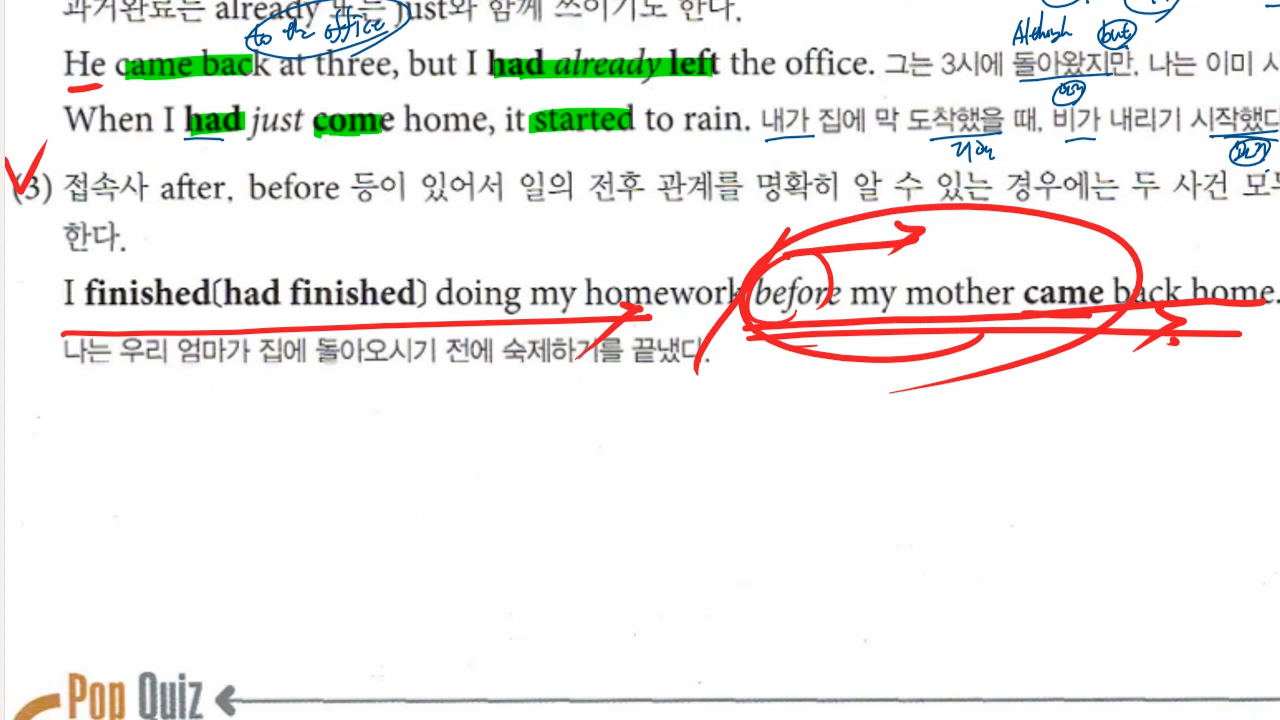 과거완료는 already 또는 just와 함께 쓰이기도 한다.
to the office
Although but
He came back at three, but I had already left the office. 그는 3시에 돌아왔지만, 나는 이미 시
When I had just come home, it started to rain. 내가 집에 막 도착했을 때, 비가 내리기 시작했다
(3) 접속사 after, before 등이 있어서 일의 전후 관계를 명확히 알 수 있는 경우에는 두 사건 모두
한다.
I finished(had finished) doing my homework before my mother came back home.
나는 우리 엄마가 집에 돌아오시기 전에 숙제하기를 끝냈다.
Pop Quiz